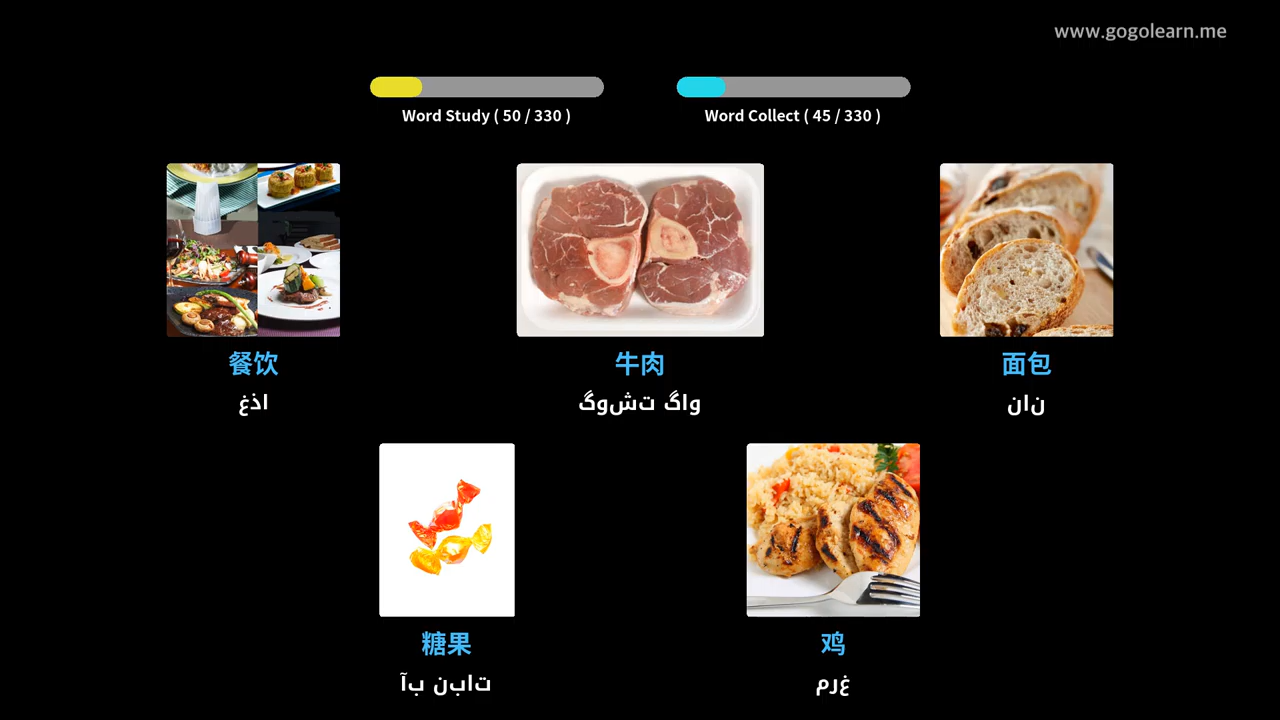 www.gogolearn.me
Word Study ( 50 / 330 )
Word Collect ( 45 / 330 )
餐饮
اذغ
牛肉
واگ تشوگ
面包
نان
糖果
تابن بآ
鸡
غرم